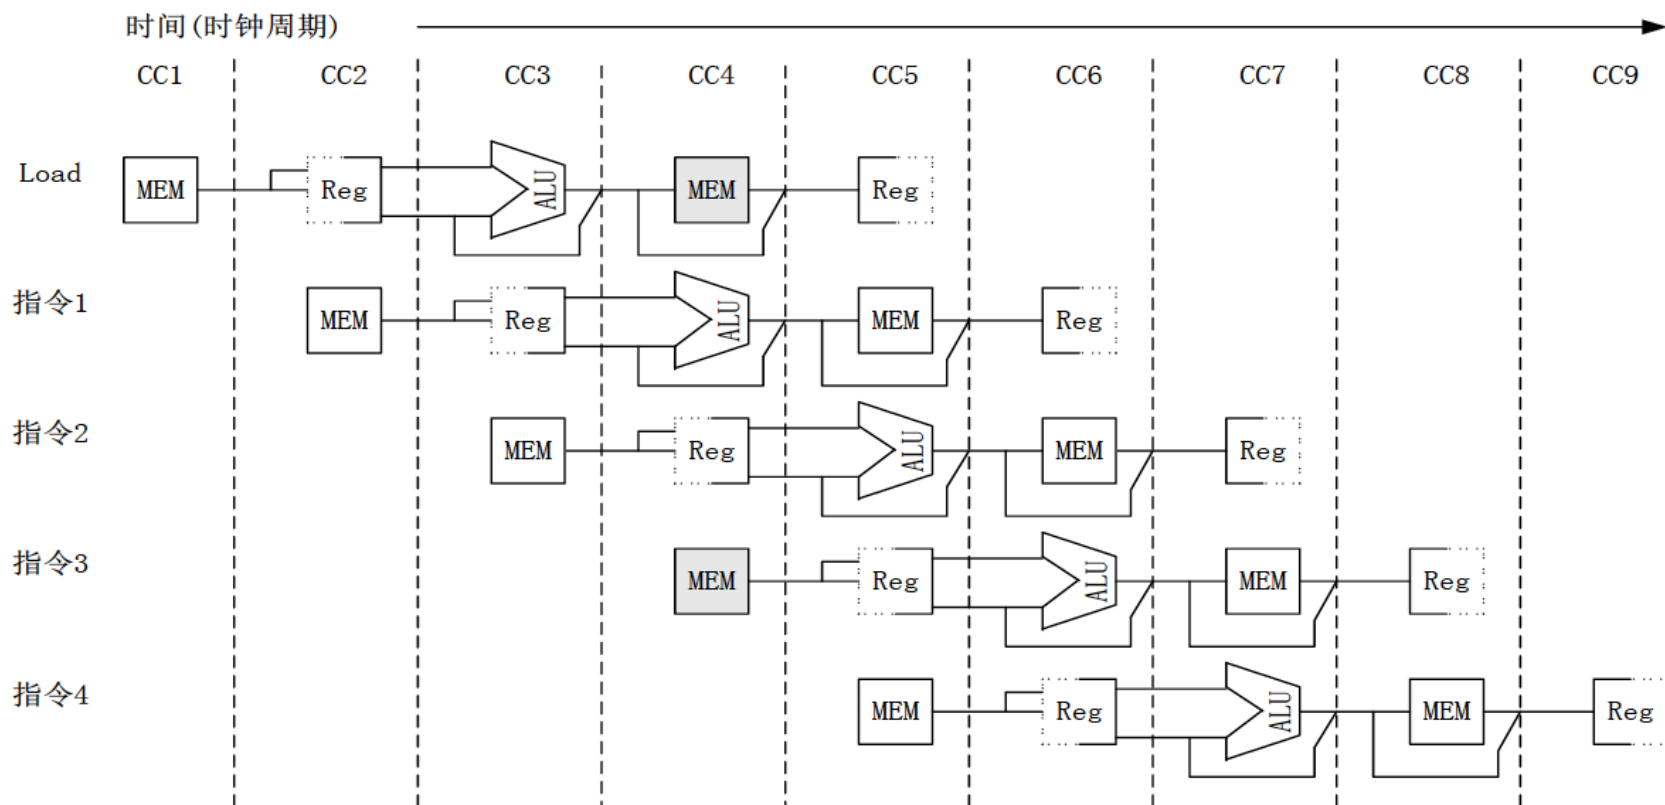 时间(时钟周期)
CC1 CC2 CC3 CC4 CC5 CC6 CC7 CC8 CC9
Load MEM Reg ALU MEM Reg
指令1 MEM Reg ALU MEM Reg
指令2 MEM Reg ALU MEM Reg
指令3 MEM Reg ALU MEM Reg
指令4 MEM Reg ALU MEM Reg